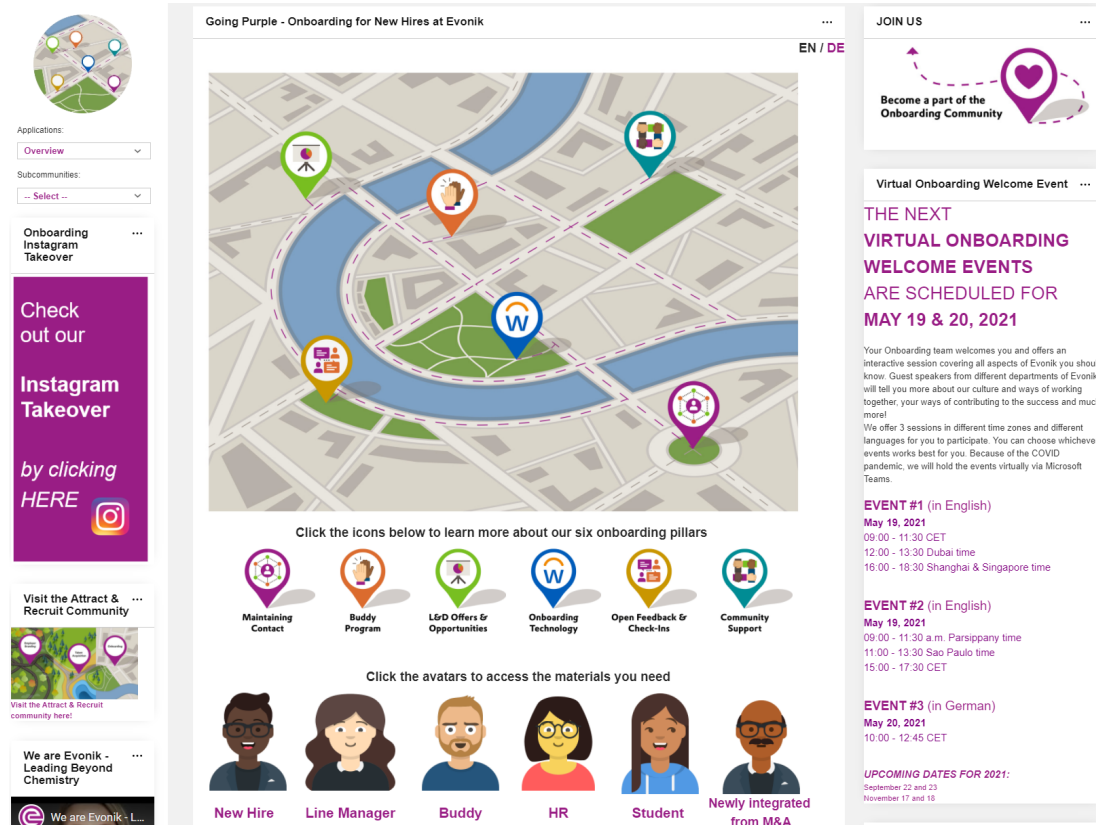 Applications:
Overview
Subcommunities:
-- Select --
Onboarding
Instagram
Takeover
Check
out our
Instagram
Takeover
by clicking
HERE
Visit the Attract &
Recruit Community
Visit the Attract & Recruit
community here!
We are Evonik -
Leading Beyond
Chemistry
We are Evonik - L...
Going Purple - Onboarding for New Hires at Evonik
EN / DE
W
Click the icons below to learn more about our six onboarding pillars
W
Maintaining
Contact
Buddy
Program
L&D Offers &
Opportunities
Onboarding
Technology
Open Feedback &
Check-Ins
Community
Support
Click the avatars to access the materials you need
New Hire
Line Manager
Buddy
HR
Student
Newly integrated
from M&A
JOIN US
Become a part of the
Onboarding Community
Virtual Onboarding Welcome Event
THE NEXT
VIRTUAL ONBOARDING
WELCOME EVENTS
ARE SCHEDULED FOR
MAY 19 & 20, 2021
Your Onboarding team welcomes you and offers an
interactive session covering all aspects of Evonik you shoul
know. Guest speakers from different departments of Evonik
will tell you more about our culture and ways of working
together, your ways of contributing to the success and much
more!
We offer 3 sessions in different time zones and different
languages for you to participate. You can choose whicheve
events works best for you. Because of the COVID
pandemic, we will hold the events virtually via Microsoft
Teams.
EVENT #1 (in English)
May 19, 2021
09:00 - 11:30 CET
12:00 - 13:30 Dubai time
16:00 - 18:30 Shanghai & Singapore time
EVENT #2 (in English)
May 19, 2021
09:00 - 11:30 a.m. Parsippany time
11:00 - 13:30 Sao Paulo time
15:00 - 17:30 CET
EVENT #3 (in German)
May 20, 2021
10:00 - 12:45 CET
UPCOMING DATES FOR 2021:
September 22 and 23
November 17 and 18